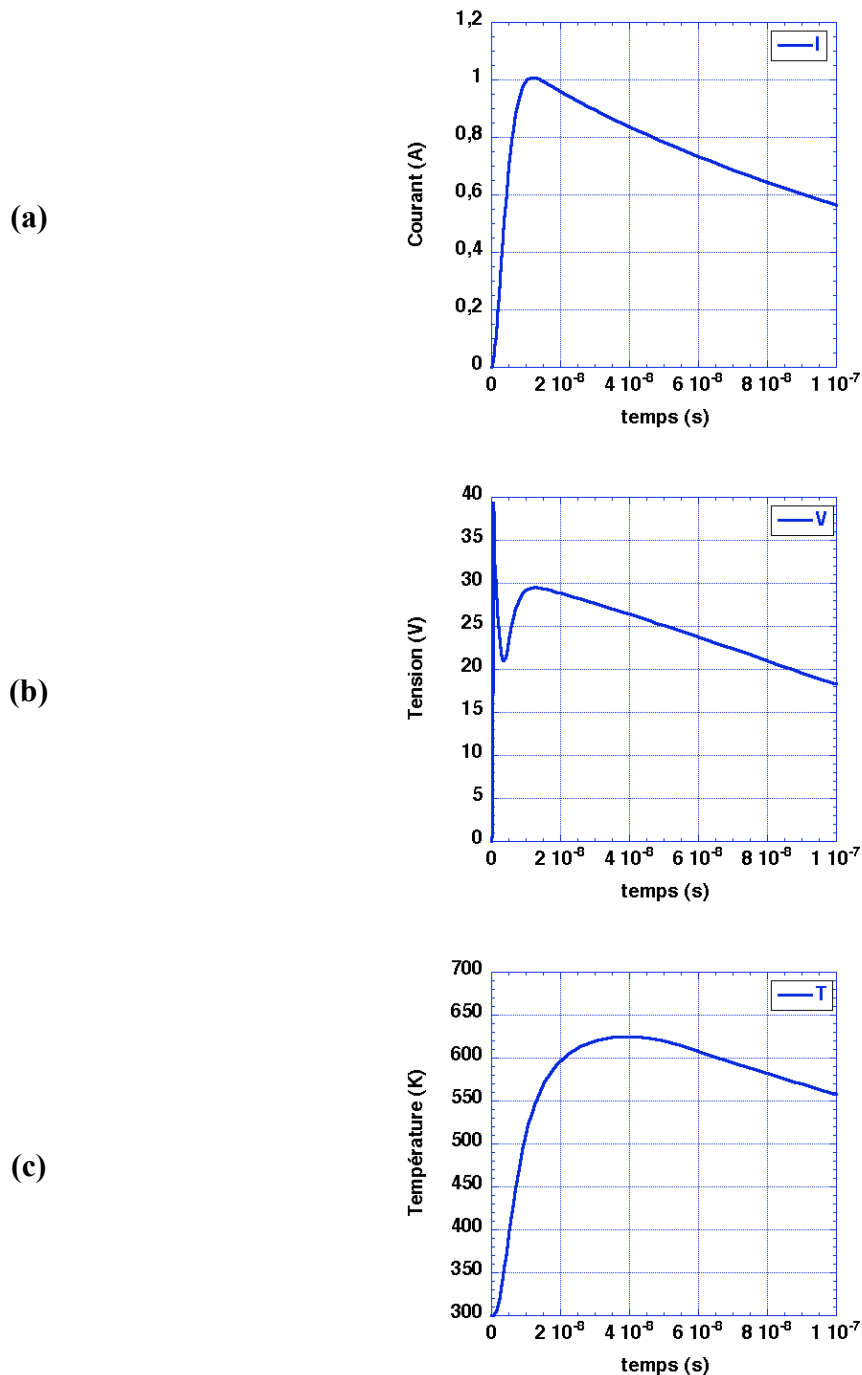 (a)
Courant (A)
1,2
1
0,8
0,6
0,4
0,2
0
I
0 2 10-8 4 10-8 6 10-8 8 10-8 1 10-7
temps (s)
(b)
Tension (V)
40
35
30
25
20
15
10
5
0
V
0 2 10-8 4 10-8 6 10-8 8 10-8 1 10-7
temps (s)
(c)
Température (K)
700
650
600
550
500
450
400
350
300
T
0 2 10-8 4 10-8 6 10-8 8 10-8 1 10-7
temps (s)